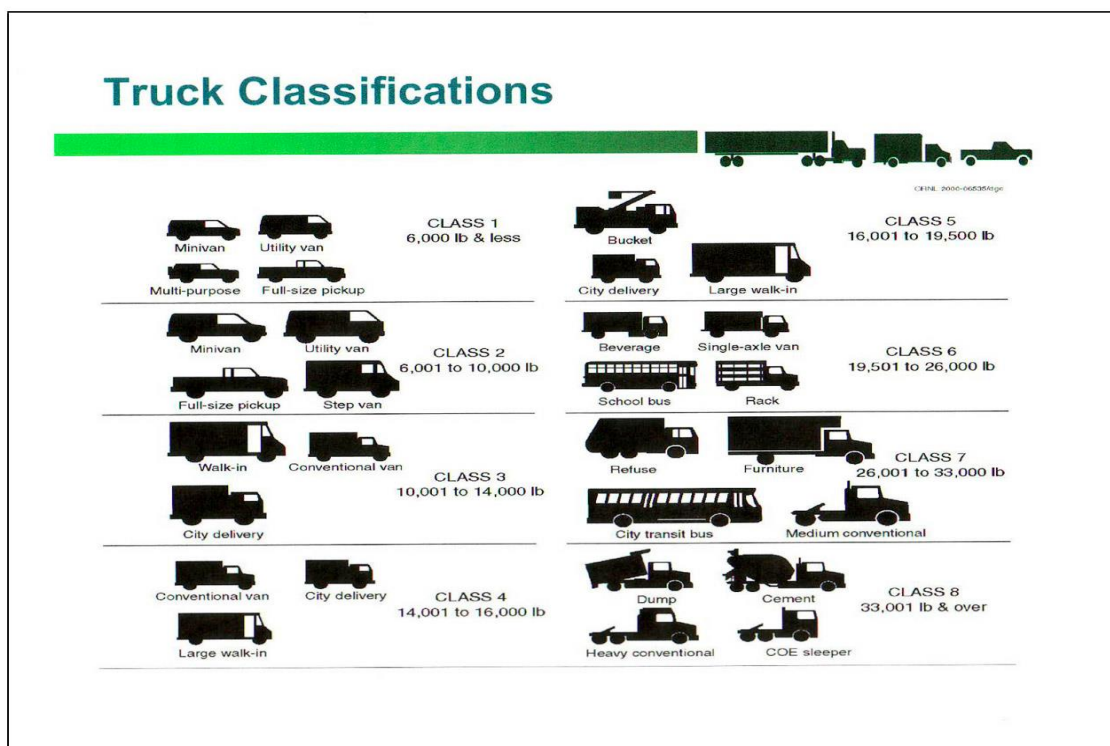 Truck Classifications
ORNL 2000-06535/dgc
CLASS 1
6,000 lb & less
Minivan
Utility van
Multi-purpose
Full-size pickup
CLASS 2
6,001 to 10,000 lb
Minivan
Utility van
Full-size pickup
Step van
CLASS 3
10,001 to 14,000 lb
Walk-in
Conventional van
City delivery
CLASS 4
14,001 to 16,000 lb
Conventional van
City delivery
Large walk-in
CLASS 5
16,001 to 19,500 lb
Bucket
City delivery
Large walk-in
CLASS 6
19,501 to 26,000 lb
Beverage
Single-axle van
School bus
Rack
CLASS 7
26,001 to 33,000 lb
Refuse
Furniture
City transit bus
Medium conventional
CLASS 8
33,001 lb & over
Dump
Cement
Heavy conventional
COE sleeper